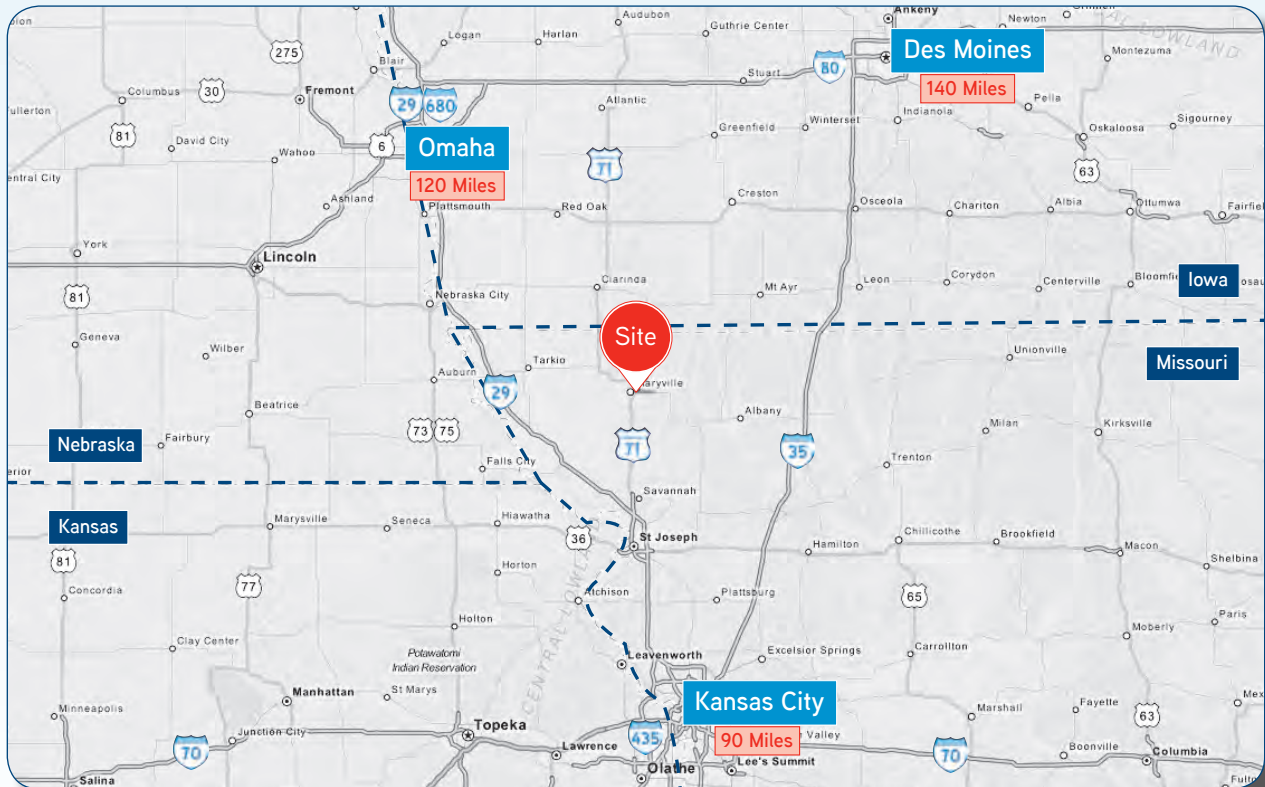 Audubon
Ankeny
Guthrie Center
Newton
275
Logan
Harlan
Des Moines
Montezuma
Blair
80
Stuart
Columbus
30
Fremont
29
680
Atlantic
140 Miles
Pella
Indianola
81
Greenfield
Winterset
Oskaloosa
Sigourney
David City
6
Omaha
71
Wahoo
63
120 Miles
Creston
Ashland
Plattsmouth
Red Oak
Osceola
Chariton
Albia
Ottumwa
York
Lincoln
Clarinda
Mt Ayr
Leon
Corydon
Centerville
Iowa
81
Nebraska City
Site
Geneva
Wilber
Tarkio
Unionville
Missouri
Auburn
29
Beatrice
Albany
73
75
71
Milan
Kirksville
Nebraska
Fairbury
35
Falls City
Trenton
Savannah
Kansas
Marysville
Seneca
Hiawatha
36
St Joseph
Hamilton
Chillicothe
Brookfield
Macon
81
Shelbina
77
Horton
Concordia
Atchison
Plattsburg
65
CENTRAL LOWLA
Holton
Paris
Moberly
Clay Center
Potawatomi
Indian Reservation
Leavenworth
Excelsior Springs
Carrollton
Manhattan
St Marys
Kansas City
Minneapolis
Marshall
Fayette
63
Topeka
Junction City
70
Lawrence
435
90 Miles
Valley
70
Boonville
Columbia
Lee's Summit
Olathe
Salina